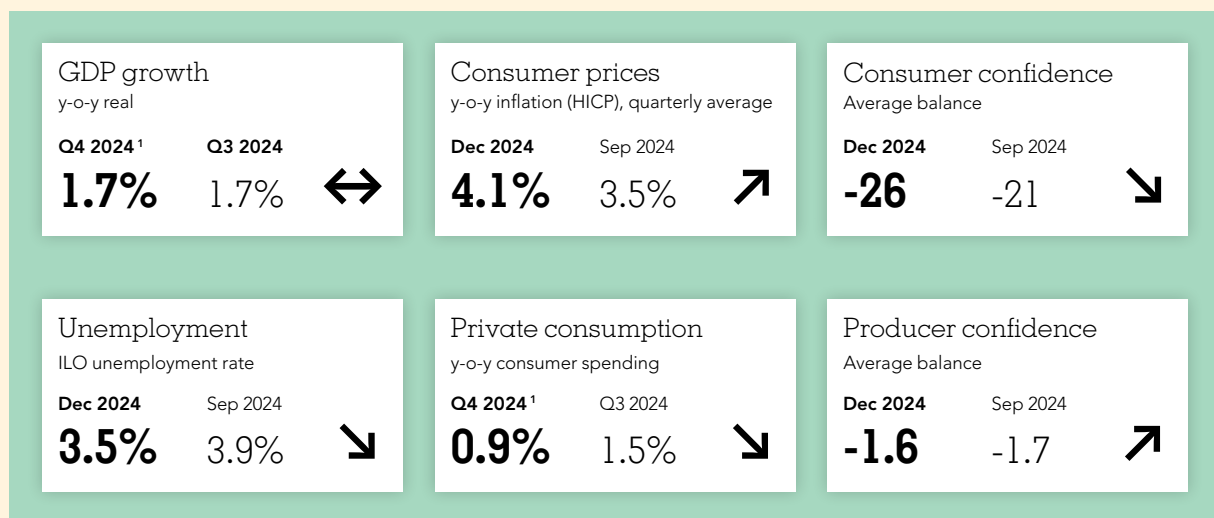 GDP growth
y-o-y real
Q4 2024 ¹ Q3 2024
1.7% 1.7%
Consumer prices
y-o-y inflation (HICP), quarterly average
Dec 2024 Sep 2024
4.1% 3.5%
Consumer confidence
Average balance
Dec 2024 Sep 2024
-26 -21
Unemployment
ILO unemployment rate
Dec 2024 Sep 2024
3.5% 3.9%
Private consumption
y-o-y consumer spending
Q4 2024 ¹ Q3 2024
0.9% 1.5%
Producer confidence
Average balance
Dec 2024 Sep 2024
-1.6 -1.7